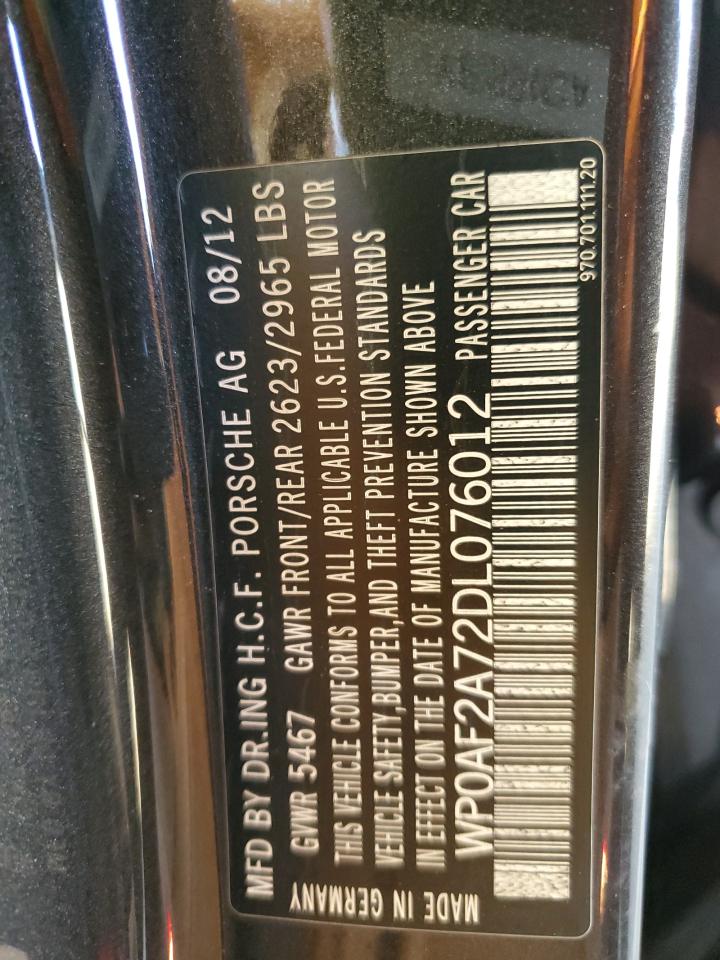 MFD BY DR.ING H.C.F. PORSCHE AG 08/12
GVWR 5467 GAWR FRONT/REAR 2623/2965 LBS
THIS VEHICLE CONFORMS TO ALL APPLICABLE U.S.FEDERAL MOTOR
VEHICLE SAFETY,BUMPER,AND THEFT PREVENTION STANDARDS
IN EFFECT ON THE DATE OF MANUFACTURE SHOWN ABOVE
WP0AF2A72DL076012 PASSENGER CAR
MADE IN GERMANY
970.701.111.20